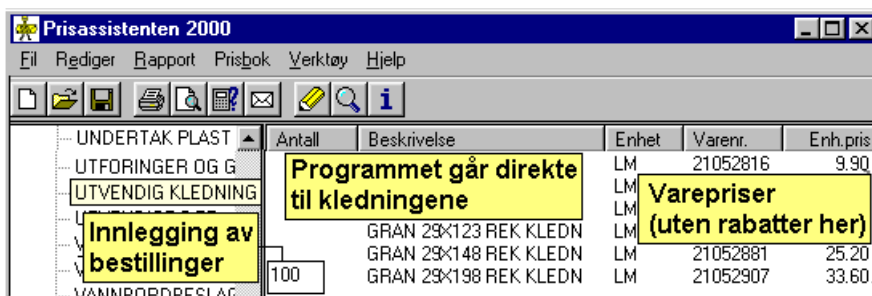 Prisassistenten 2000
Fil Rediger Rapport Prisbok Verktøy Hjelp
UNDERTAK PLAST Antall Beskrivelse Enhet Varenr. Enh.pris
UTFORINGER OG G LM 21052816 9.90
Programmet går direkte
til kledningene
UTVENDIG KLEDNING LM
Varepriser
(uten rabatter her)
LM
Innlegging av
bestillinger
GRAN 29X123 REK KLEDN LM
GRAN 29X148 REK KLEDN LM 21052881 25.20
100 GRAN 29X198 REK KLEDN LM 21052907 33.60
VANNBORDBESLAG